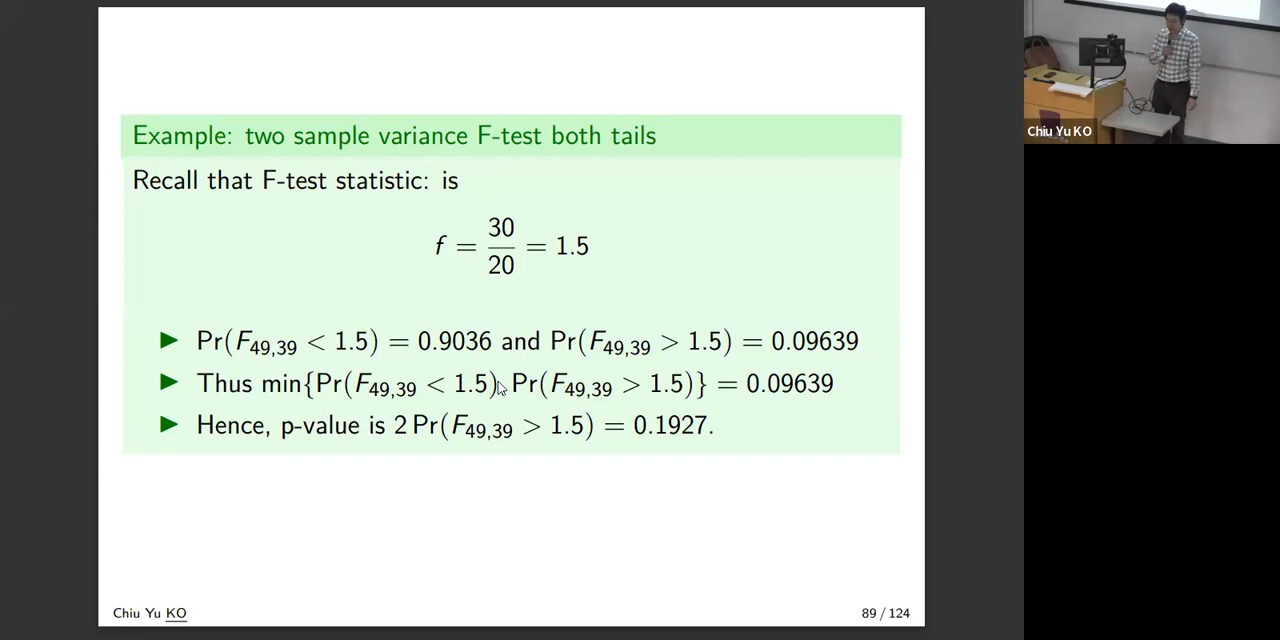 Example: two sample variance F-test both tails
Recall that F-test statistic: is
f = 30/20 = 1.5
▶ Pr(F₄₉,₃₉ < 1.5) = 0.9036 and Pr(F₄₉,₃₉ > 1.5) = 0.09639
▶ Thus min{Pr(F₄₉,₃₉ < 1.5), Pr(F₄₉,₃₉ > 1.5)} = 0.09639
▶ Hence, p-value is 2 Pr(F₄₉,₃₉ > 1.5) = 0.1927.
Chiu Yu KO
89 / 124
Chiu Yu KO